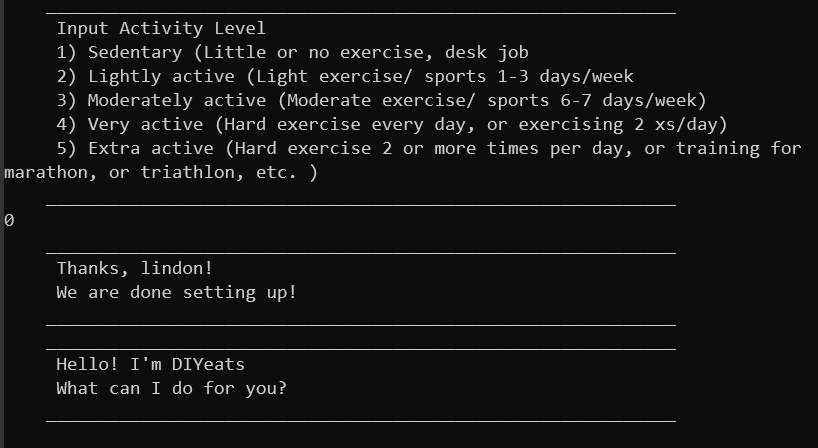 Input Activity Level
1) Sedentary (Little or no exercise, desk job
2) Lightly active (Light exercise/ sports 1-3 days/week
3) Moderately active (Moderate exercise/ sports 6-7 days/week)
4) Very active (Hard exercise every day, or exercising 2 xs/day)
5) Extra active (Hard exercise 2 or more times per day, or training for
marathon, or triathlon, etc. )
0
Thanks, lindon!
We are done setting up!
Hello! I'm DIYeats
What can I do for you?